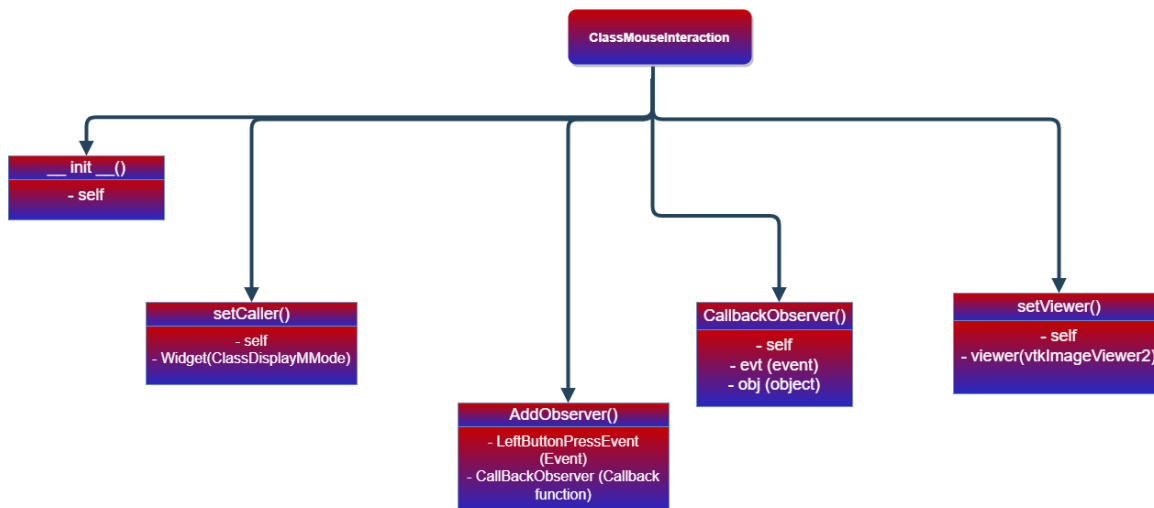 ClassMouseInteraction
__ init __()
- self
setCaller()
- self
- Widget(ClassDisplayMMode)
AddObserver()
- LeftButtonPressEvent
(Event)
- CallBackObserver (Callback
function)
CallbackObserver()
- self
- evt (event)
- obj (object)
setViewer()
- self
- viewer(vtkImageViewer2)